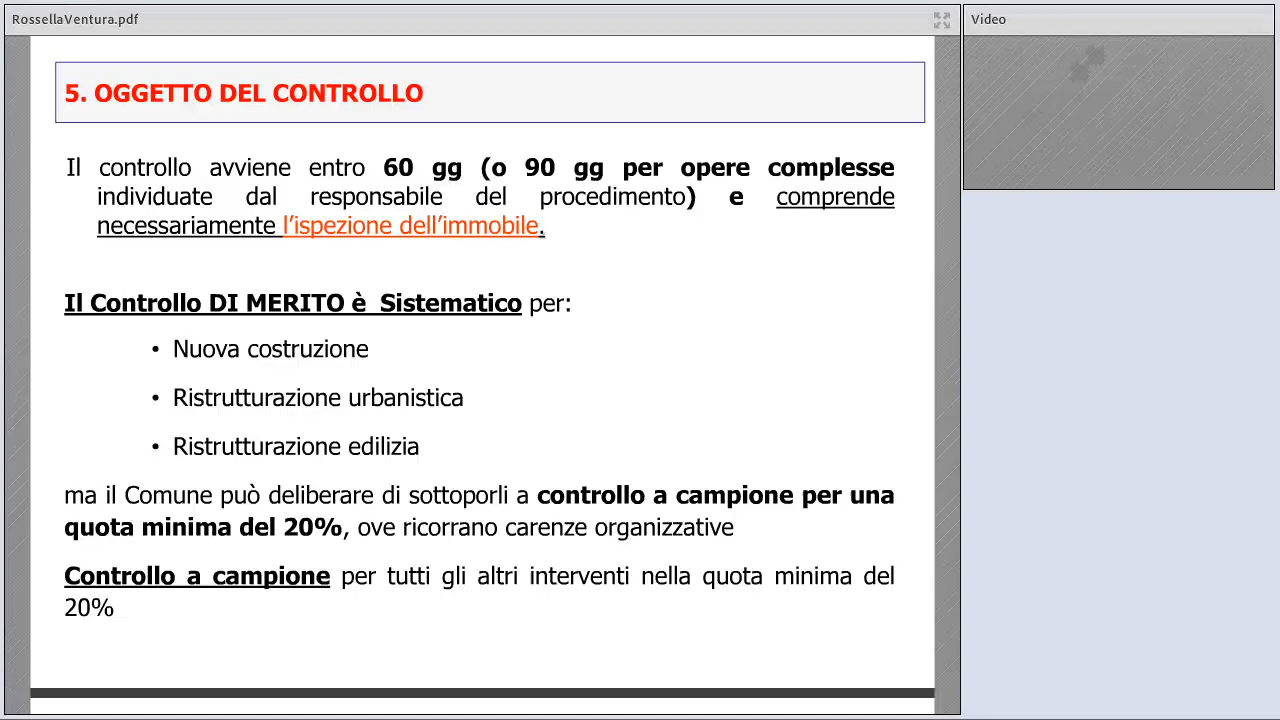 RossellaVentura.pdf
Video
5. OGGETTO DEL CONTROLLO
Il controllo avviene entro 60 gg (o 90 gg per opere complesse
individuate dal responsabile del procedimento) e comprende
necessariamente l’ispezione dell’immobile.
Il Controllo DI MERITO è Sistematico per:
• Nuova costruzione
• Ristrutturazione urbanistica
• Ristrutturazione edilizia
ma il Comune può deliberare di sottoporli a controllo a campione per una
quota minima del 20%, ove ricorrano carenze organizzative
Controllo a campione per tutti gli altri interventi nella quota minima del
20%